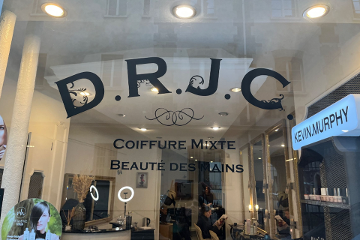 D.R.J.C.
COIFFURE MIXTE
BEAUTÉ DES MAINS
KEVIN.MURPHY